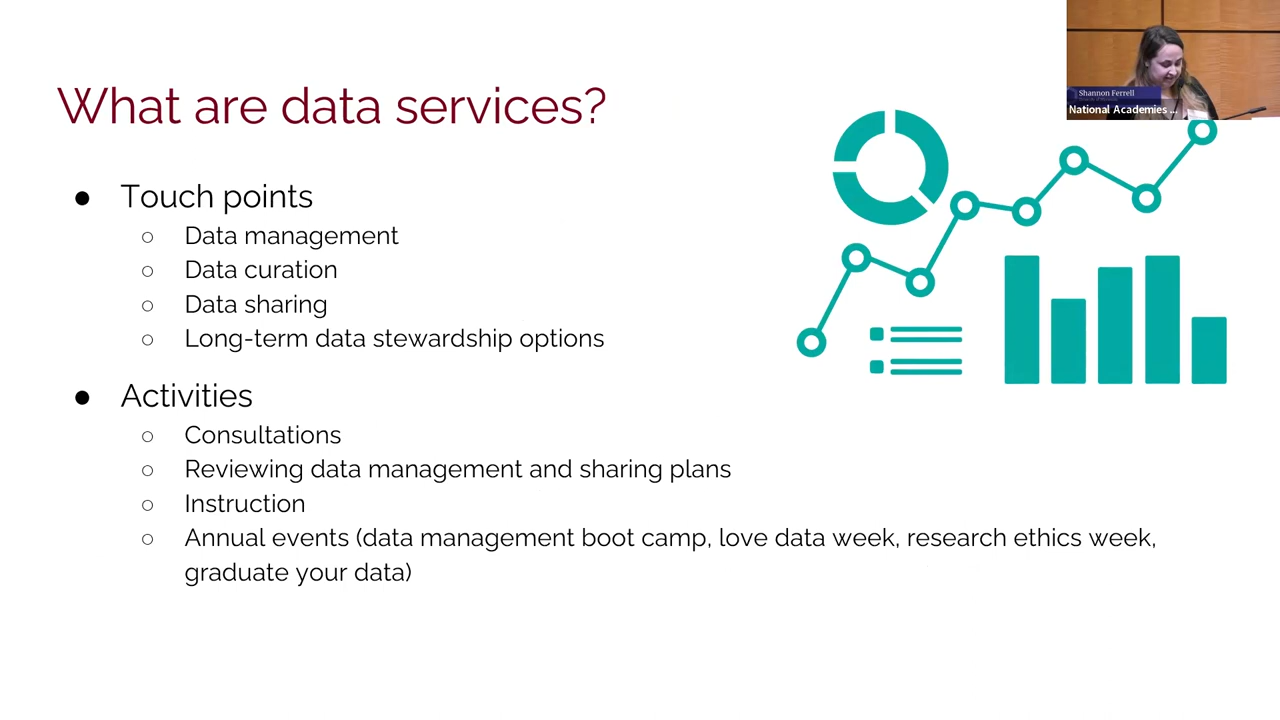 What are data services?
● Touch points
○ Data management
○ Data curation
○ Data sharing
○ Long-term data stewardship options
● Activities
○ Consultations
○ Reviewing data management and sharing plans
○ Instruction
○ Annual events (data management boot camp, love data week, research ethics week,
graduate your data)
Shannon Ferrell
National Academies ...